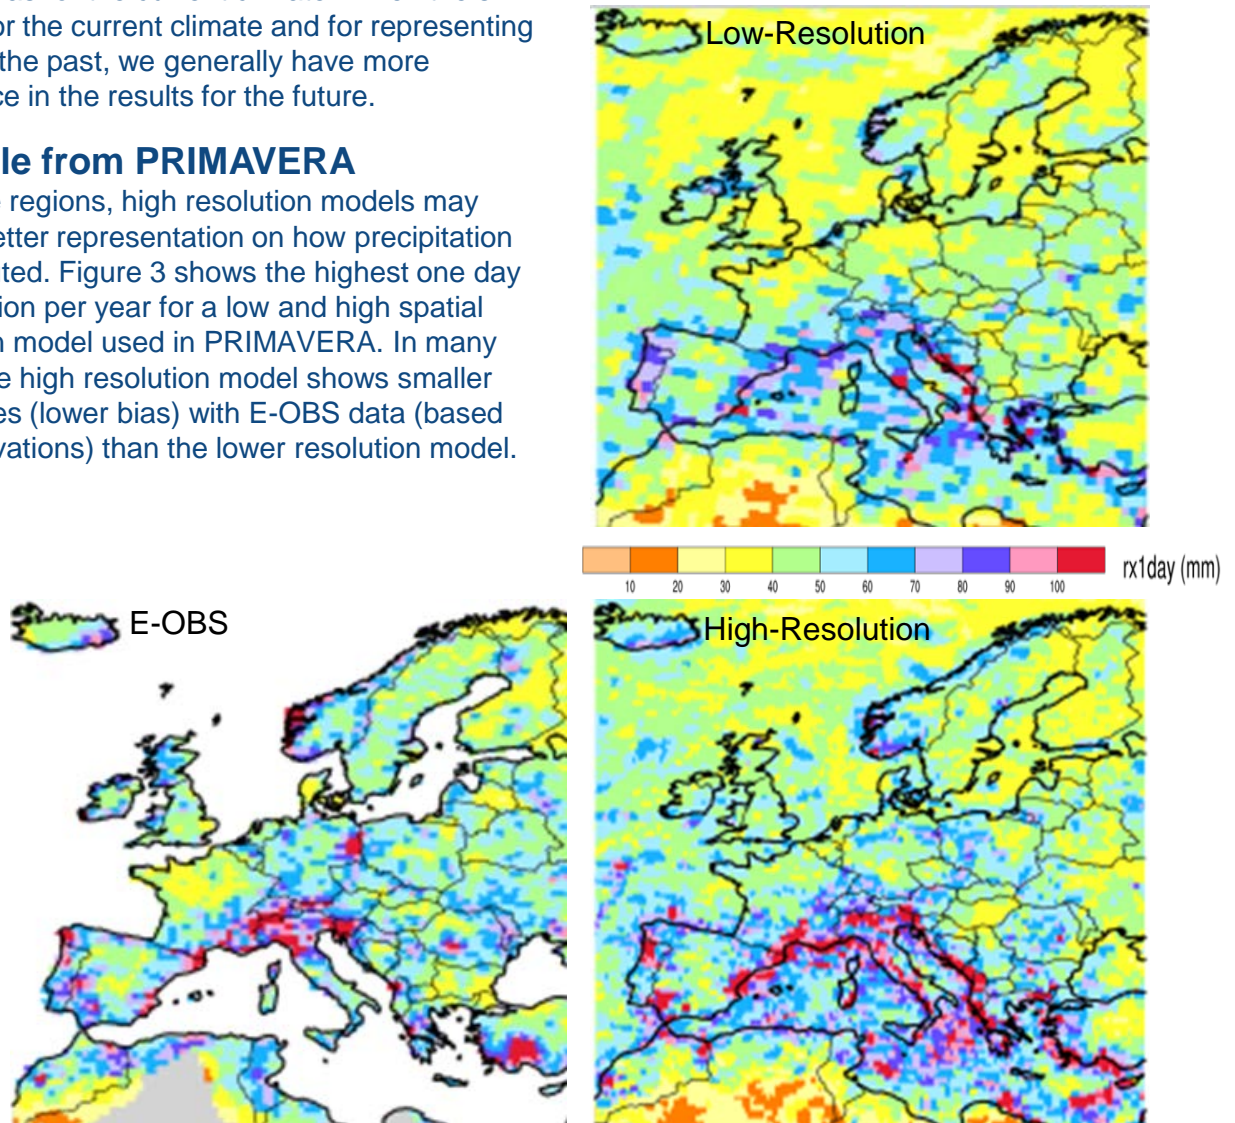 or the current climate and for representing
the past, we generally have more
ce in the results for the future.
le from PRIMAVERA
e regions, high resolution models may
etter representation on how precipitation
ted. Figure 3 shows the highest one day
ion per year for a low and high spatial
n model used in PRIMAVERA. In many
e high resolution model shows smaller
es (lower bias) with E-OBS data (based
vations) than the lower resolution model.
Low-Resolution
10 20 30 40 50 60 70 80 90 100
rx1day (mm)
E-OBS
High-Resolution